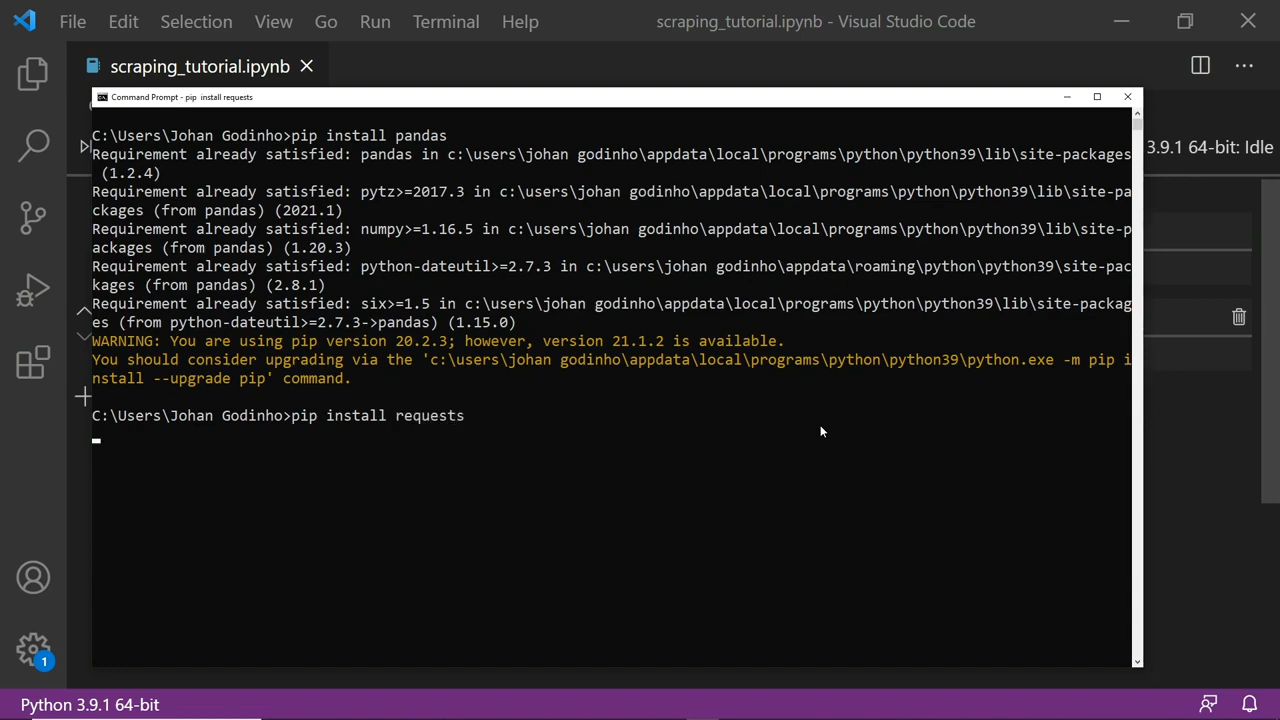 File Edit Selection View Go Run Terminal Help scraping_tutorial.ipynb - Visual Studio Code
scraping_tutorial.ipynb
Command Prompt - pip install requests
C:\Users\Johan Godinho>pip install pandas
Requirement already satisfied: pandas in c:\users\johan godinho\appdata\local\programs\python\python39\lib\site-packages
(1.2.4)
Requirement already satisfied: pytz>=2017.3 in c:\users\johan godinho\appdata\local\programs\python\python39\lib\site-pa
ckages (from pandas) (2021.1)
Requirement already satisfied: numpy>=1.16.5 in c:\users\johan godinho\appdata\local\programs\python\python39\lib\site-p
ackages (from pandas) (1.20.3)
Requirement already satisfied: python-dateutil>=2.7.3 in c:\users\johan godinho\appdata\roaming\python\python39\site-pac
kages (from pandas) (2.8.1)
Requirement already satisfied: six>=1.5 in c:\users\johan godinho\appdata\local\programs\python\python39\lib\site-packag
es (from python-dateutil>=2.7.3->pandas) (1.15.0)
WARNING: You are using pip version 20.2.3; however, version 21.1.2 is available.
You should consider upgrading via the 'c:\users\johan godinho\appdata\local\programs\python\python39\python.exe -m pip i
nstall --upgrade pip' command.
C:\Users\Johan Godinho>pip install requests
3.9.1 64-bit: Idle
1
Python 3.9.1 64-bit